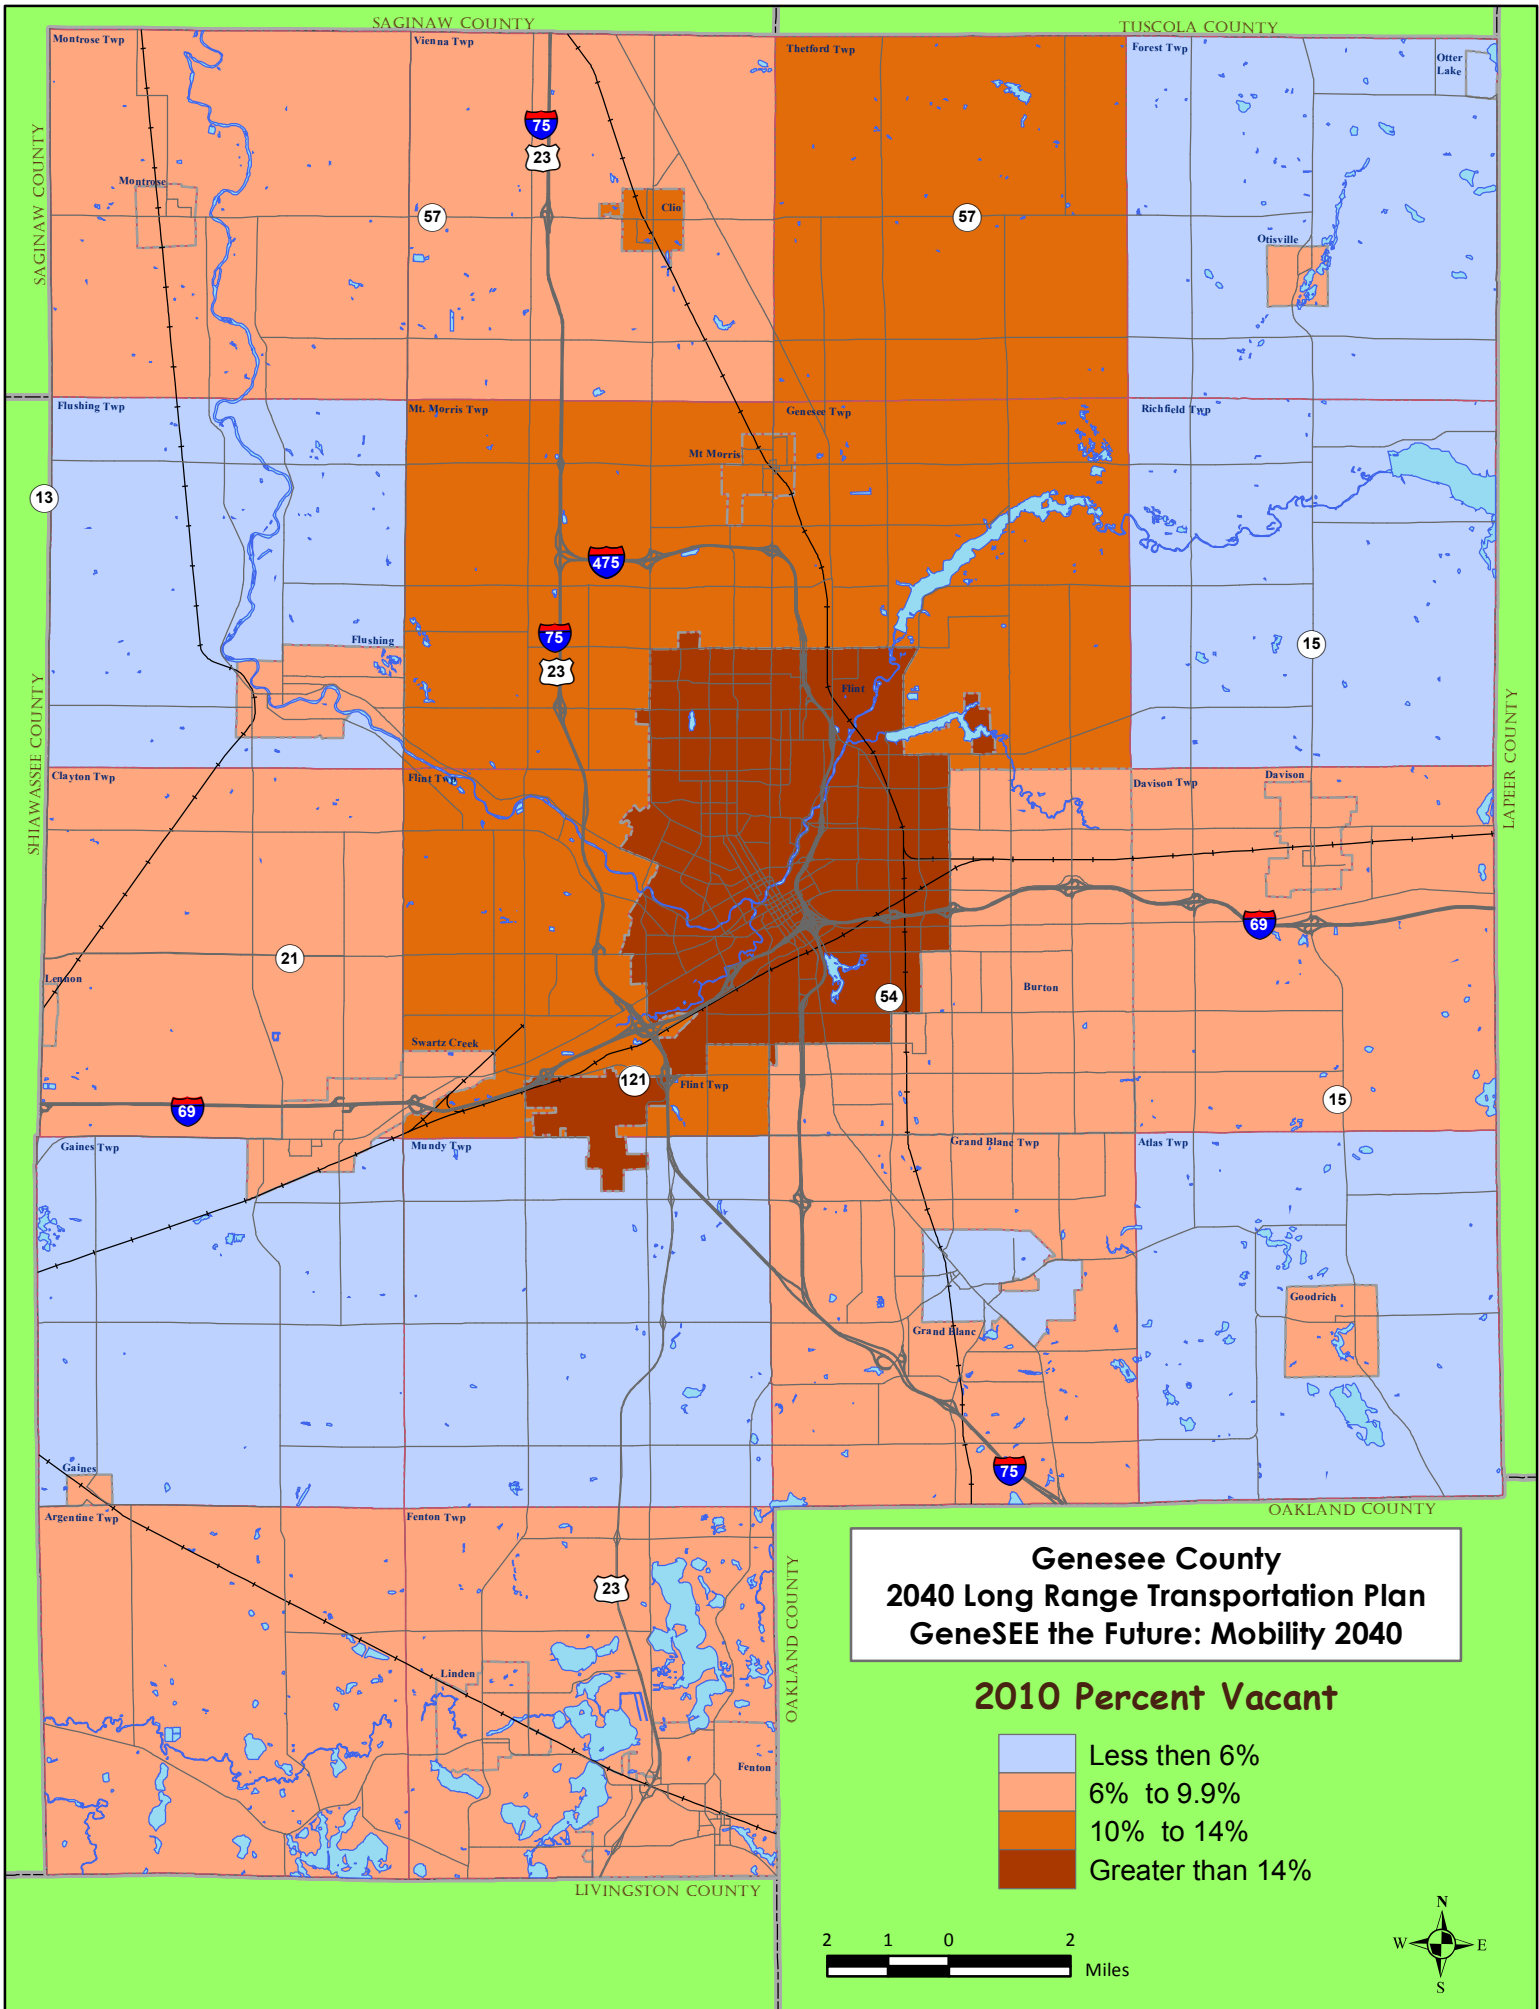 SAGINAW COUNTY
TUSCOLA COUNTY
Montrose Twp
Vienna Twp
Thetford Twp
Forest Twp
Otter
Lake
75
23
SAGINAW COUNTY
Montrose
57
Clio
57
Otisville
Flushing Twp
Mt. Morris Twp
Genesee Twp
Richfield Twp
Mt Morris
13
475
75
23
Flushing
15
Flint
SHIAWASSEE COUNTY
LAPEER COUNTY
Clayton Twp
Flint Twp
Davison Twp
Davison
69
21
Lennon
54
Burton
Swartz Creek
121
Flint Twp
69
15
Gaines Twp
Mundy Twp
Grand Blanc Twp
Atlas Twp
Goodrich
Grand Blanc
Gaines
75
Argentine Twp
Fenton Twp
OAKLAND COUNTY
23
OAKLAND COUNTY
Genesee County
2040 Long Range Transportation Plan
GeneSEE the Future: Mobility 2040
Linden
Fenton
2010 Percent Vacant
Less then 6%
6% to 9.9%
10% to 14%
Greater than 14%
LIVINGSTON COUNTY
2 1 0 2
Miles
N
W E
S